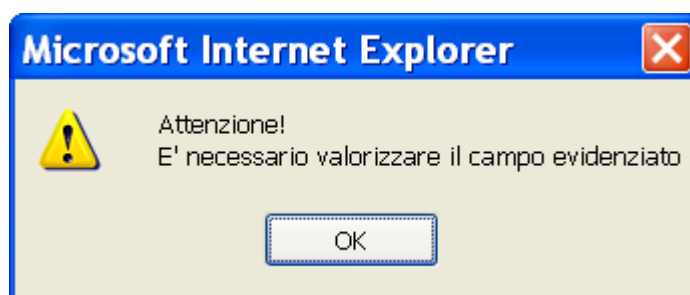 Microsoft Internet Explorer
Attenzione!
E' necessario valorizzare il campo evidenziato
OK